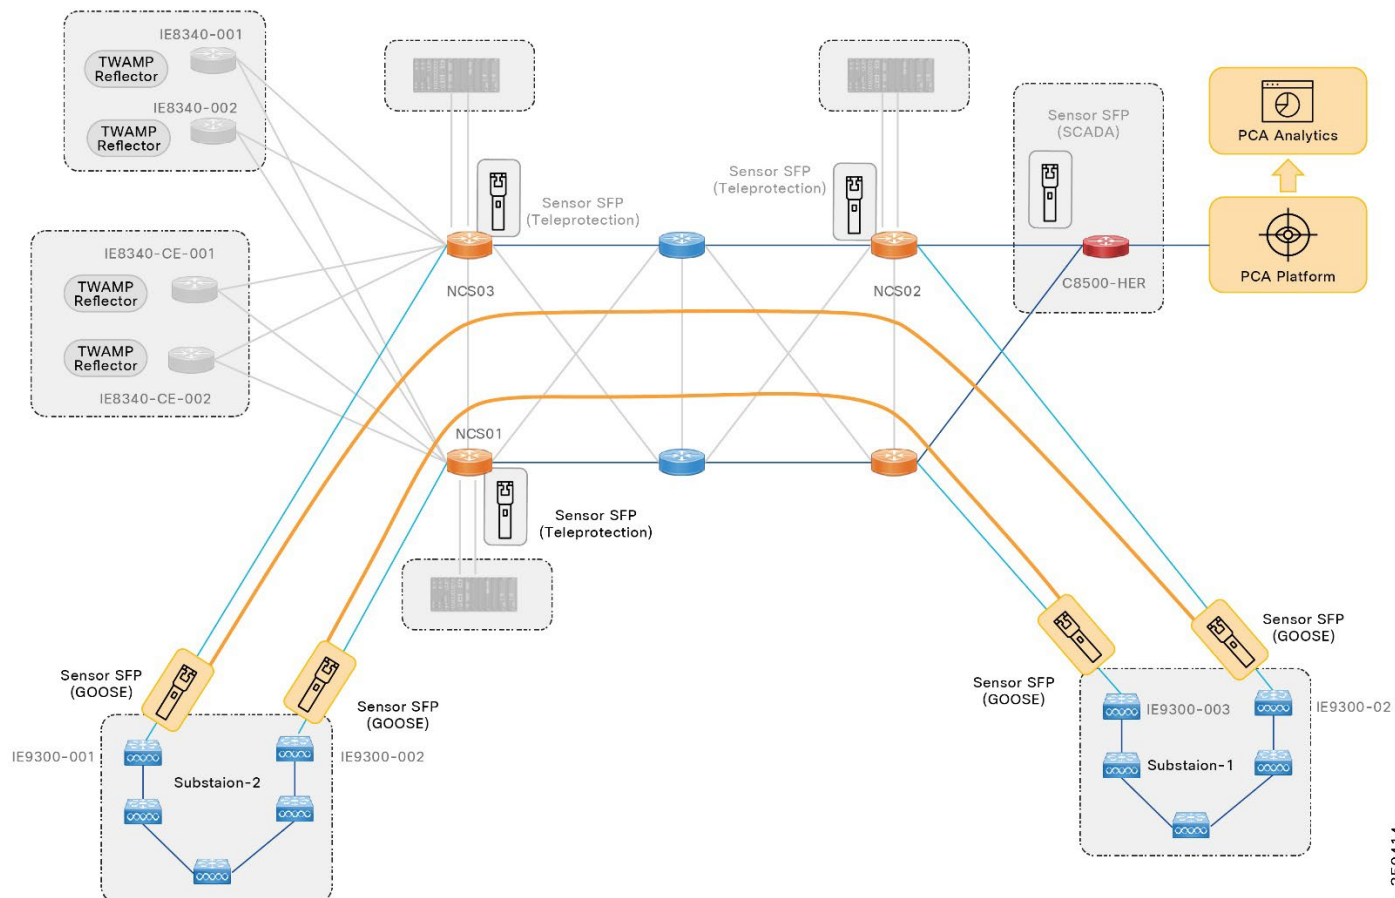 IE8340-001
TWAMP
Reflector
IE8340-002
TWAMP
Reflector
IE8340-CE-001
TWAMP
Reflector
TWAMP
Reflector
IE8340-CE-002
Sensor SFP
(Teleprotection)
NCS03
Sensor SFP
(Teleprotection)
NCS02
Sensor SFP
(SCADA)
C8500-HER
PCA Analytics
PCA Platform
NCS01
Sensor SFP
(Teleprotection)
Sensor SFP
(GOOSE)
Sensor SFP
(GOOSE)
IE9300-001
IE9300-002
Substaion-2
Sensor SFP
(GOOSE)
Sensor SFP
(GOOSE)
IE9300-003
IE9300-02
Substaion-1